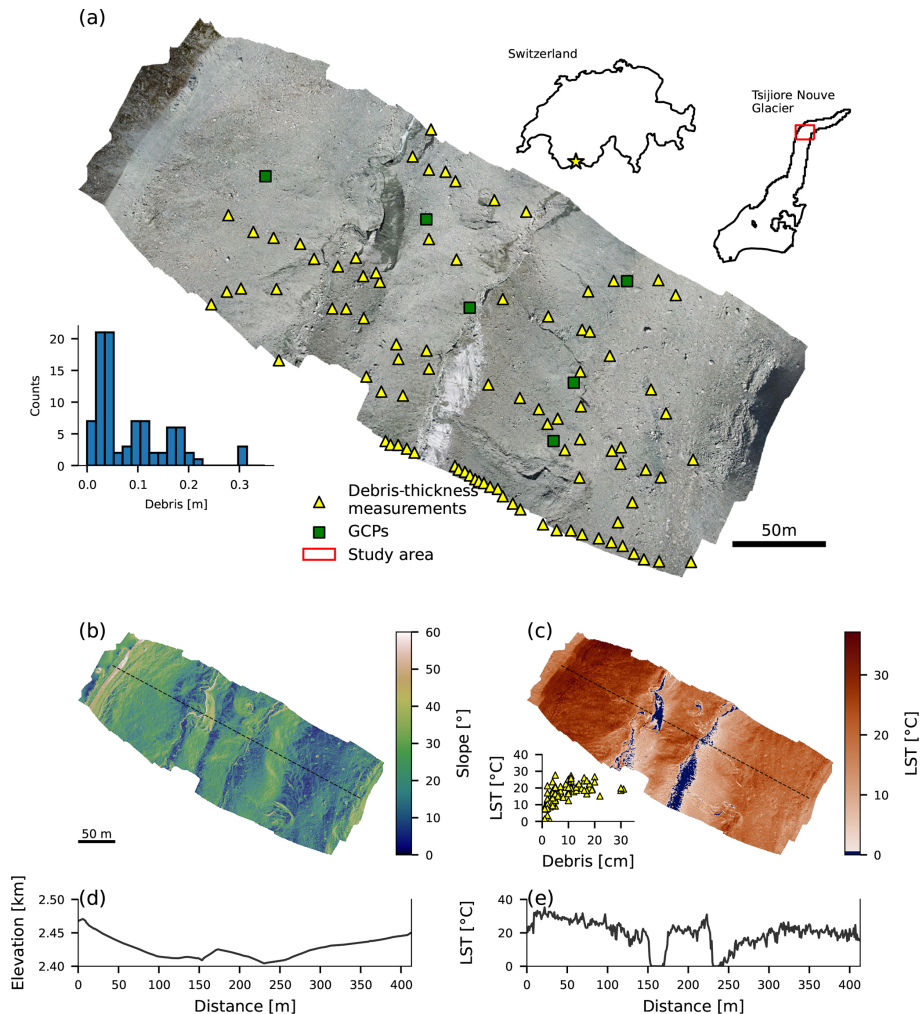 (a)
Switzerland
Tsijiore Nouve
Glacier
20
15
10
5
0
Counts
0.0 0.1 0.2 0.3
Debris [m]
Debris-thickness
measurements
GCPs
Study area
50m
(b)
60
50
40
30
20
10
0
Slope [°]
50 m
(c)
30
20
10
0
LST [°C]
40
30
20
10
0
LST [°C]
0 10 20 30
Debris [cm]
(d)
2.50
2.45
2.40
Elevation [km]
0 50 100 150 200 250 300 350 400
Distance [m]
(e)
40
20
0
LST [°C]
0 50 100 150 200 250 300 350 400
Distance [m]